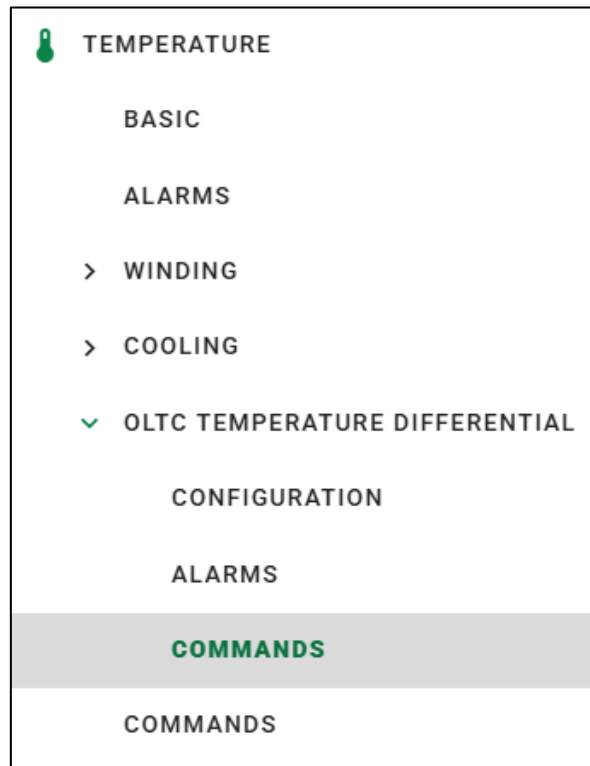 TEMPERATURE
BASIC
ALARMS
WINDING
COOLING
OLTC TEMPERATURE DIFFERENTIAL
CONFIGURATION
ALARMS
COMMANDS
COMMANDS